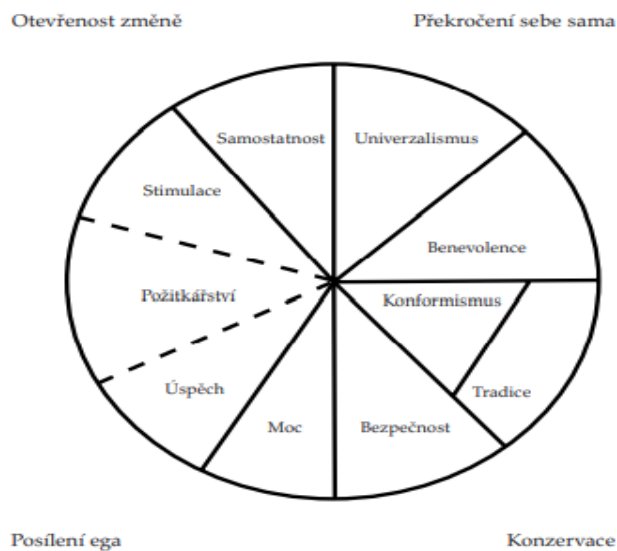 Otevřenost změně
Překročení sebe sama
Samostatnost
Univerzalismus
Stimulace
Benevolence
Požitkářství
Konformismus
Úspěch
Tradice
Moc
Bezpečnost
Posílení ega
Konzervace